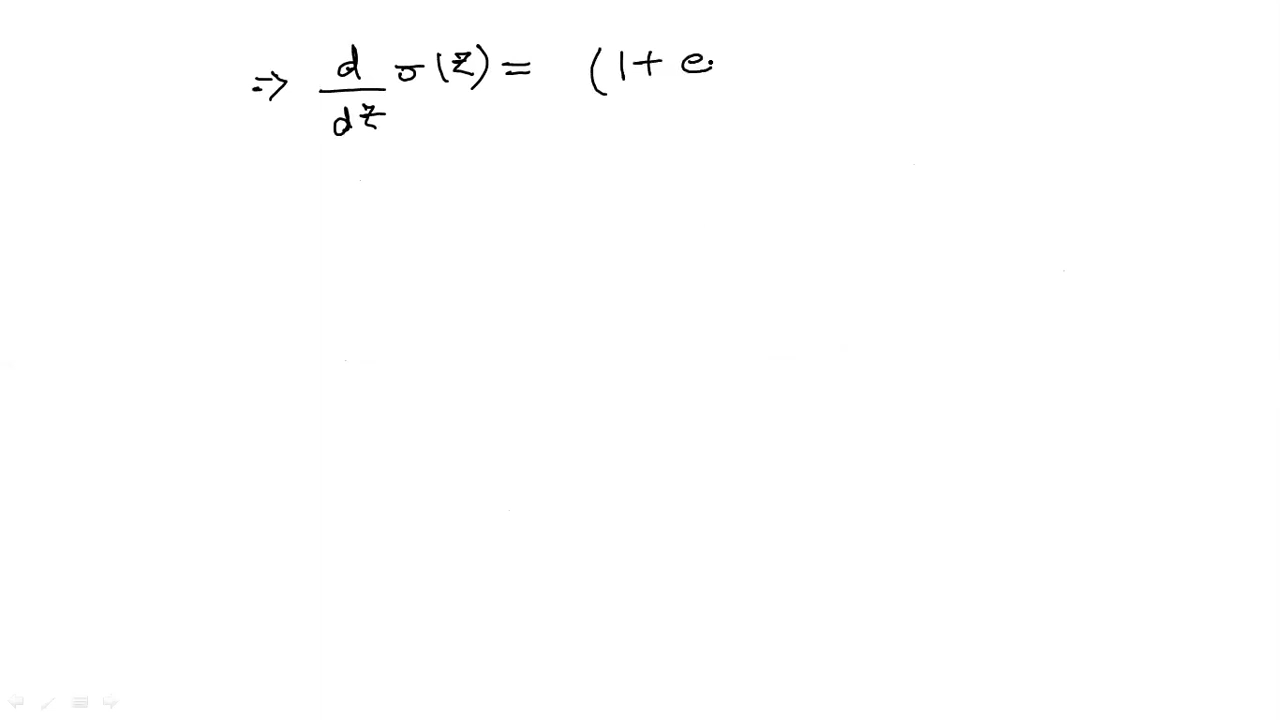 ⇒ d/dz σ(z) = (1+ e